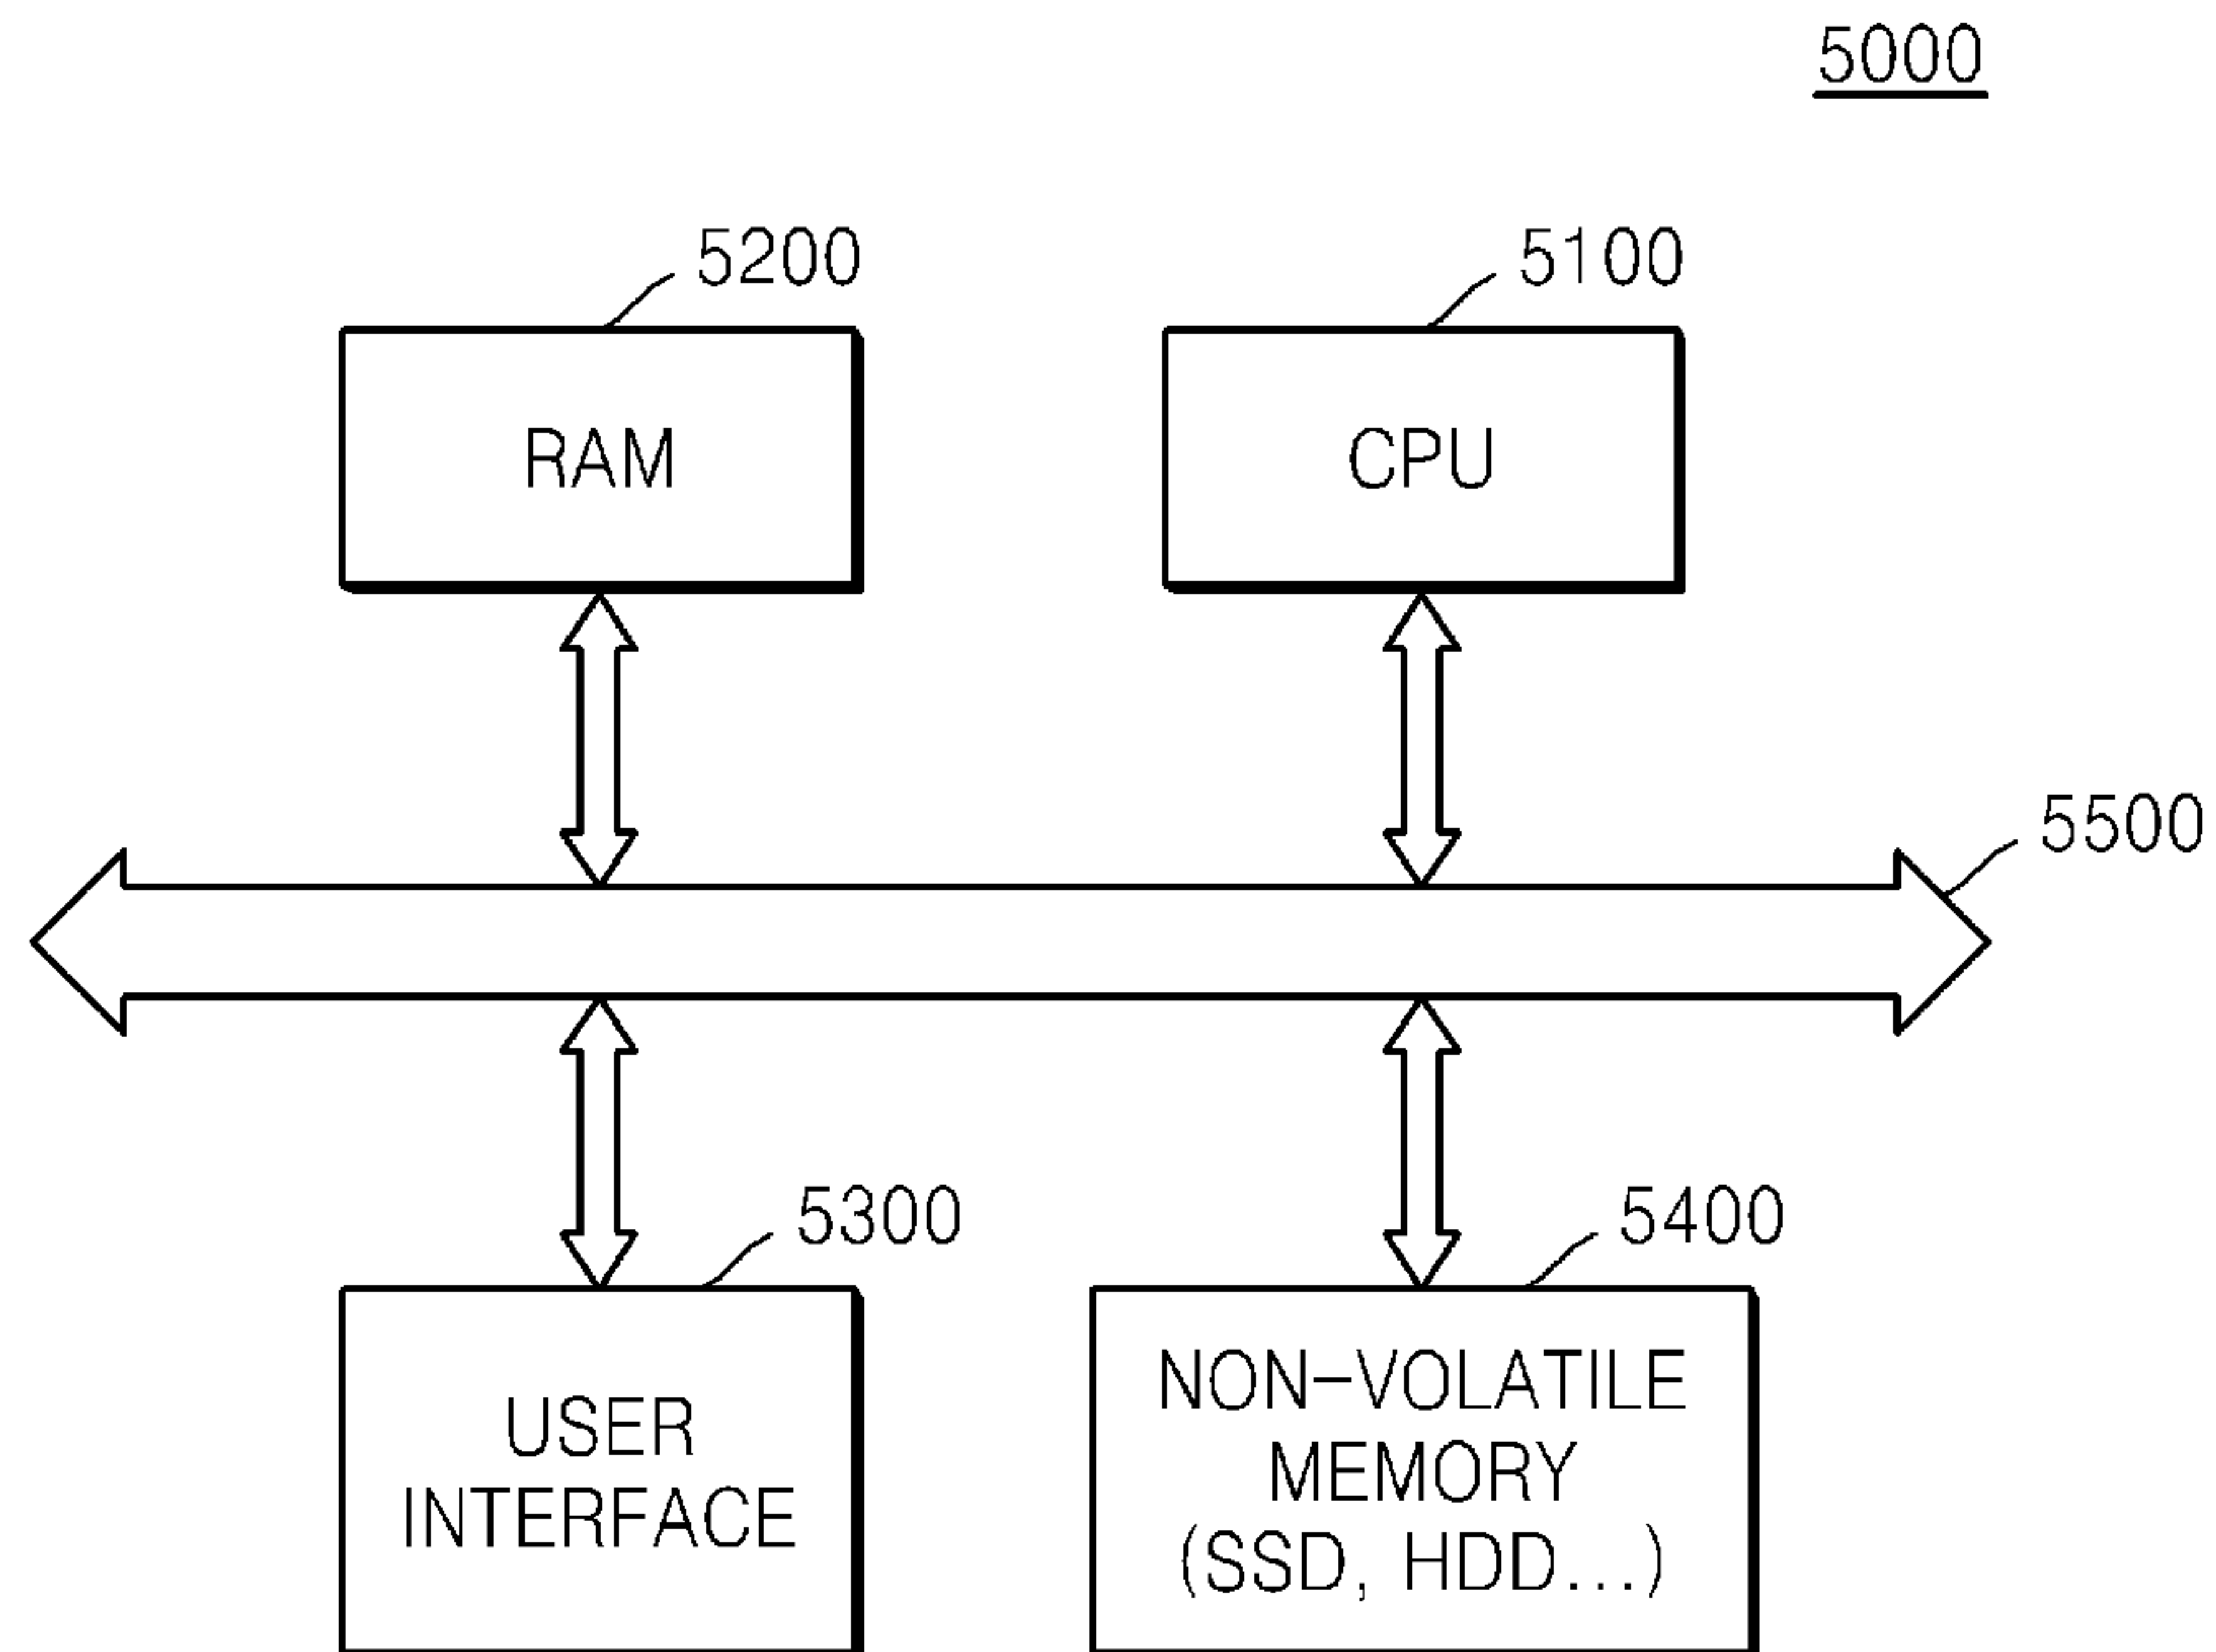 5000
5200
5100
RAM
CPU
5500
5300
5400
USER
INTERFACE
NON-VOLATILE
MEMORY
(SSD, HDD...)